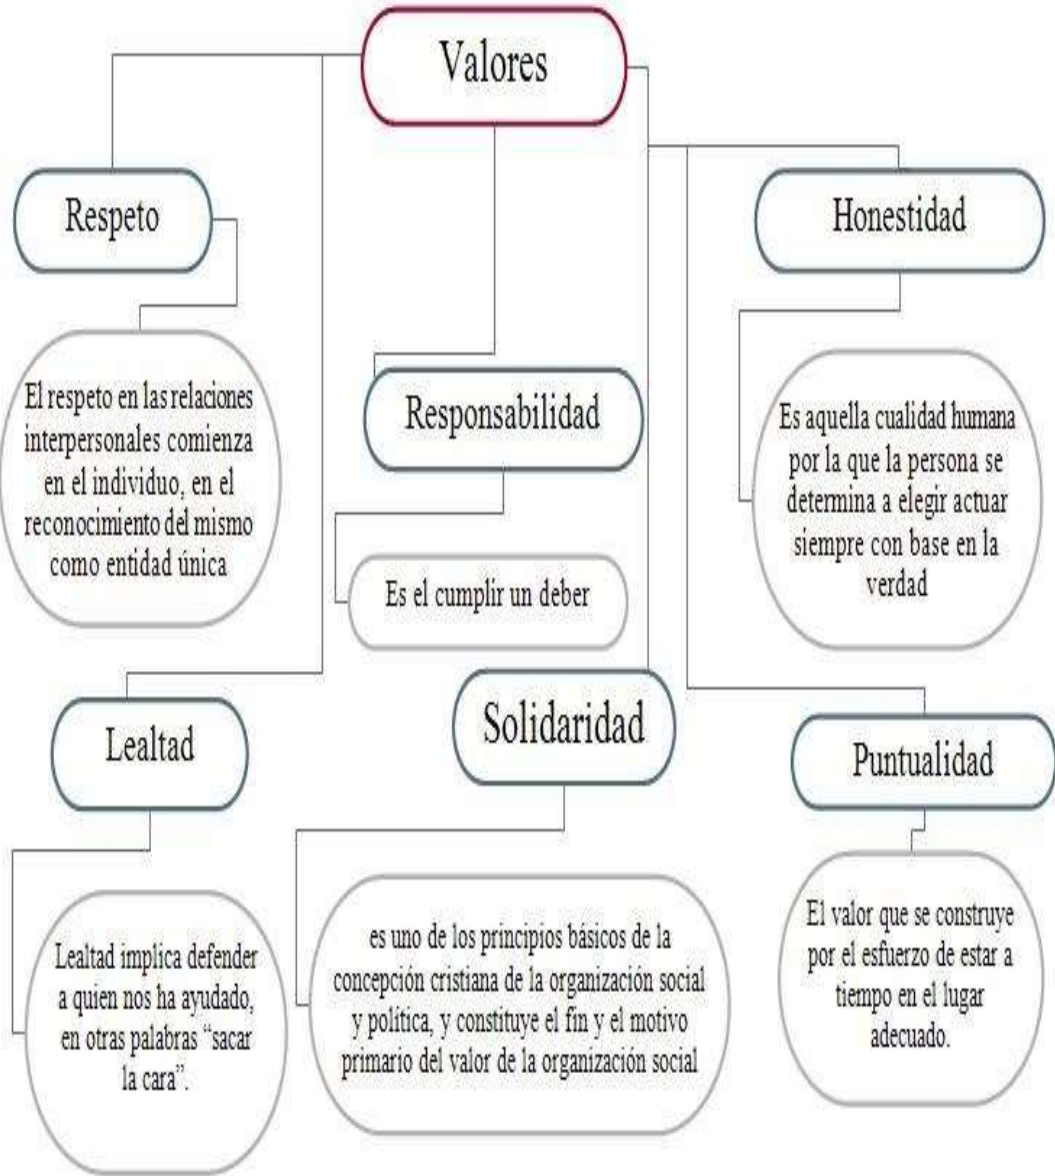 Valores
Respeto
Honestidad
El respeto en las relaciones
interpersonales comienza
en el individuo, en el
reconocimiento del mismo
como entidad única
Responsabilidad
Es aquella cualidad humana
por la que la persona se
determina a elegir actuar
siempre con base en la
verdad
Es el cumplir un deber
Lealtad
Solidaridad
Puntualidad
Lealtad implica defender
a quien nos ha ayudado,
en otras palabras “sacar
la cara”.
es uno de los principios básicos de la
concepción cristiana de la organización social
y política, y constituye el fin y el motivo
primario del valor de la organización social
El valor que se construye
por el esfuerzo de estar a
tiempo en el lugar
adecuado.